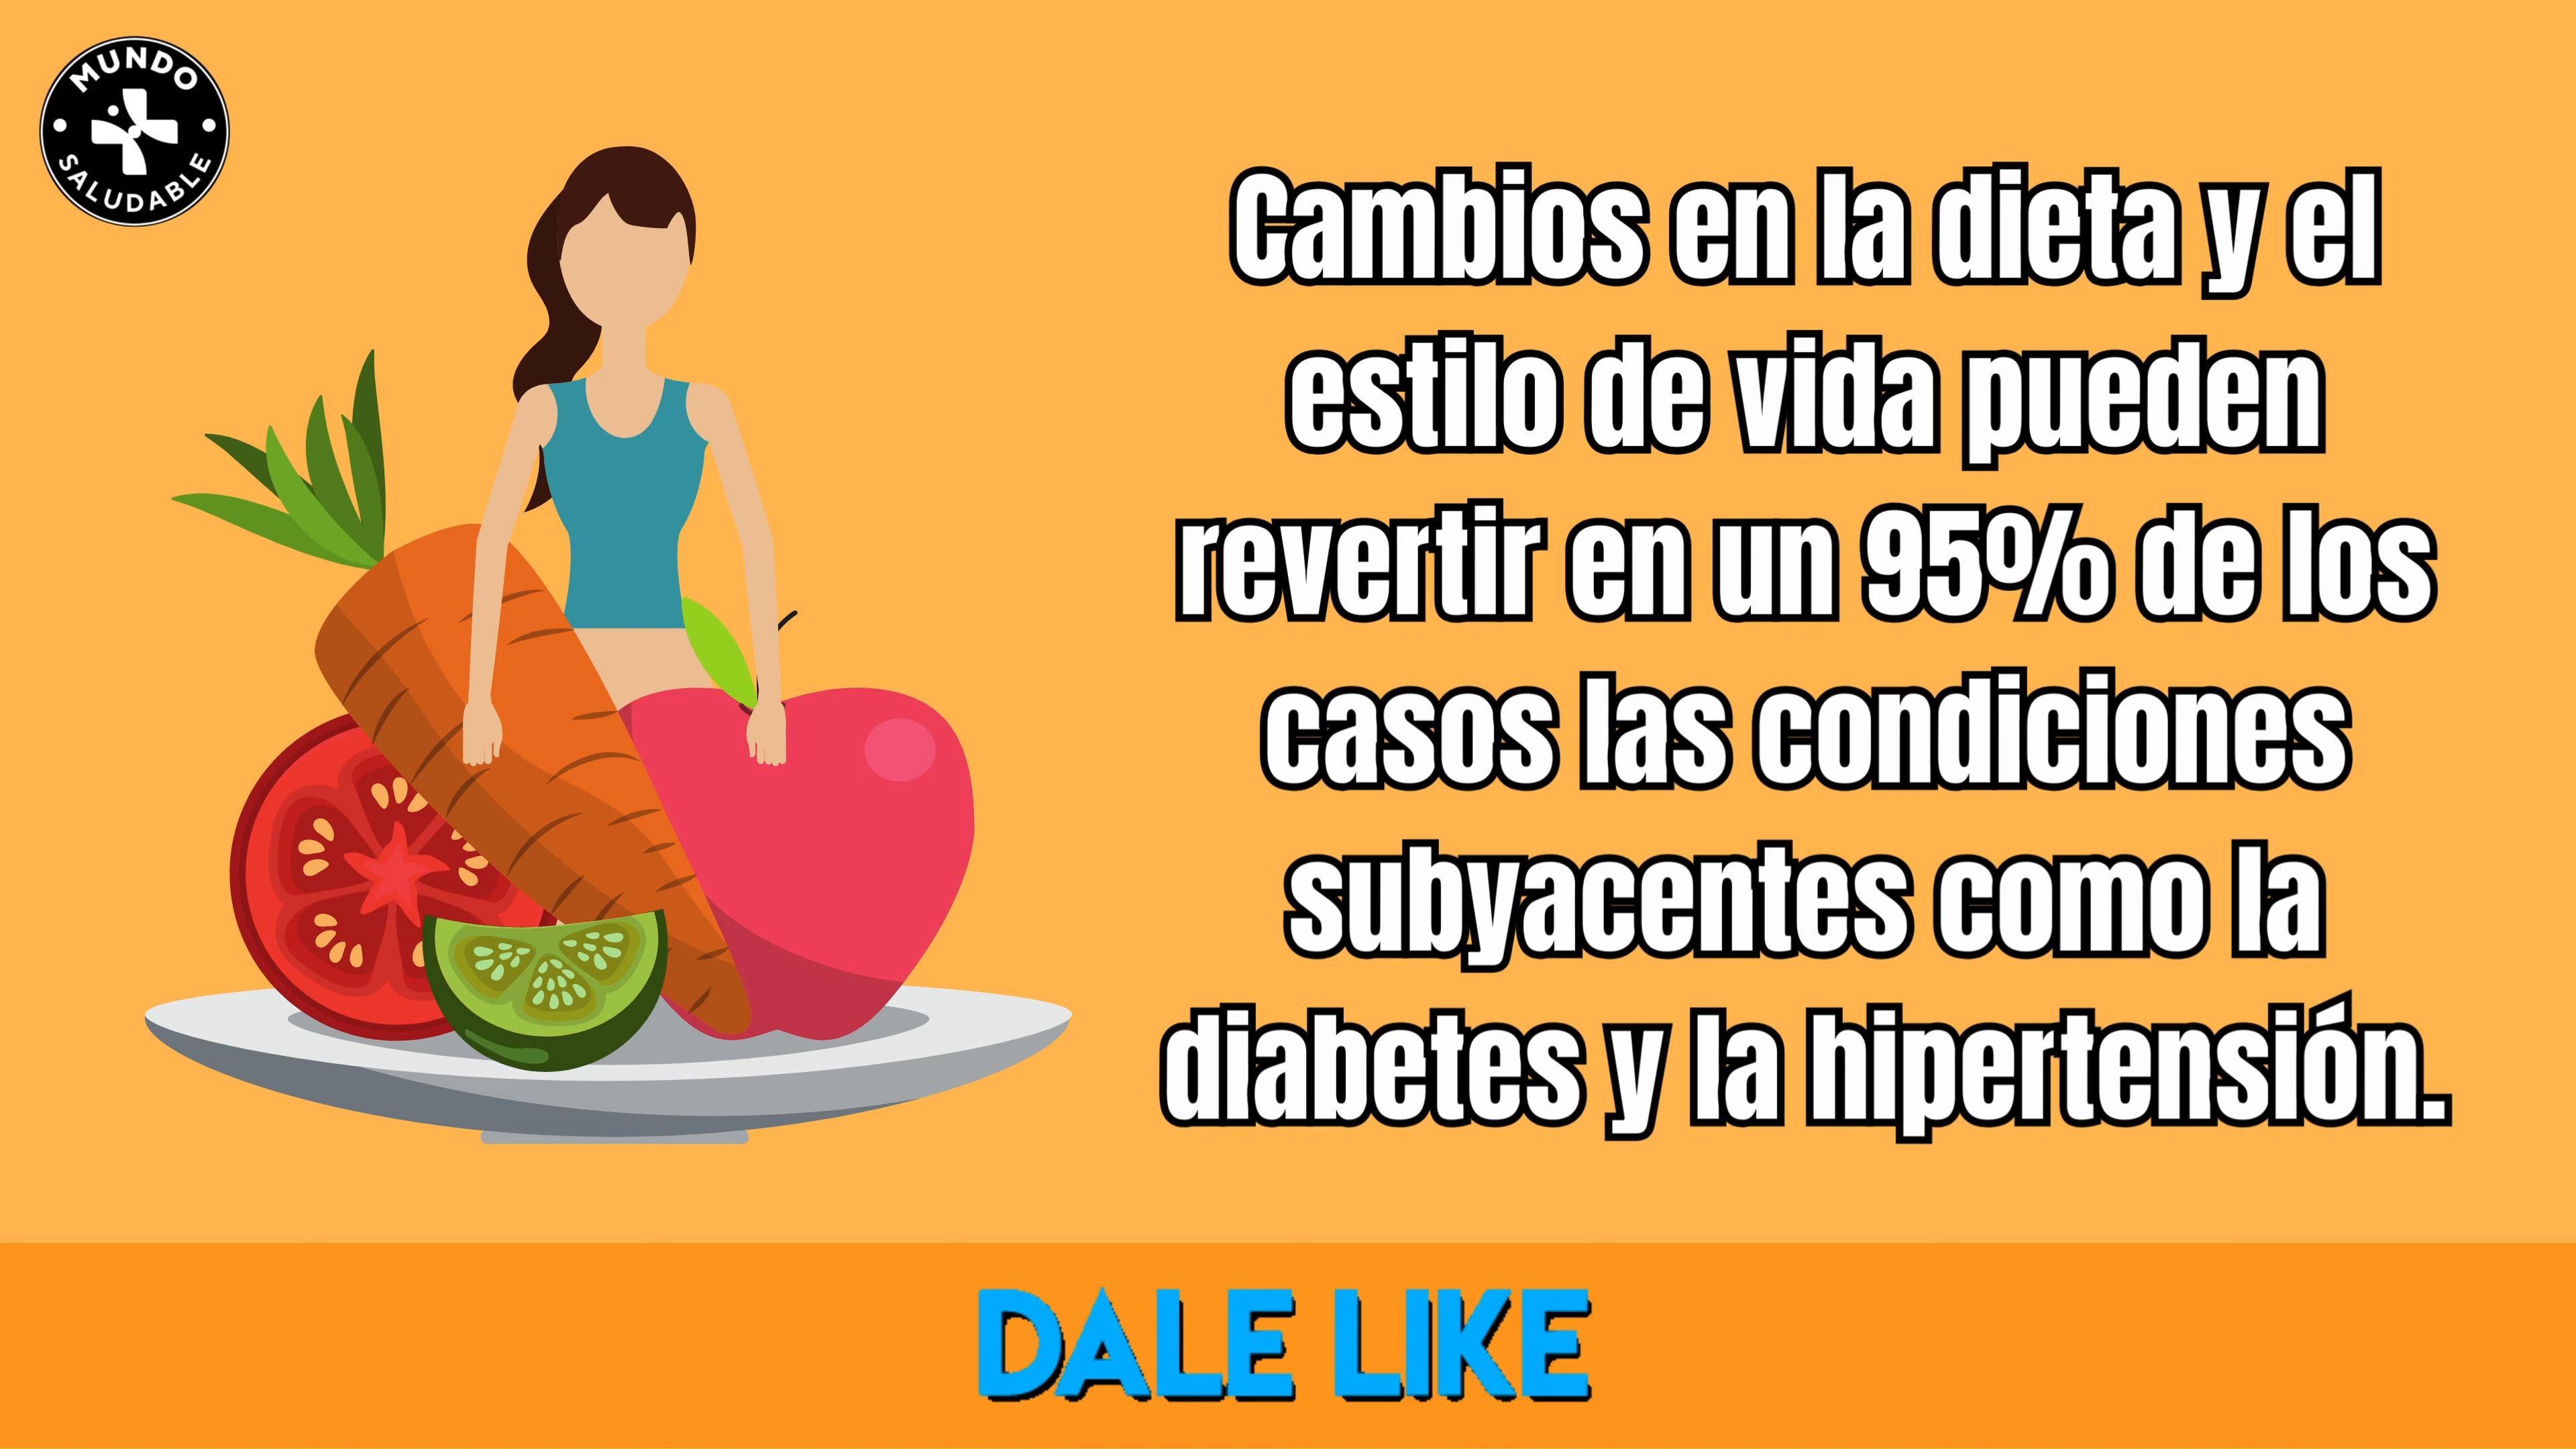 MUNDO
SALUDABLE
Cambios en la dieta y el
estilo de vida pueden
revertir en un 95% de los
casos las condiciones
subyacentes como la
diabetes y la hipertensión.
DALE LIKE